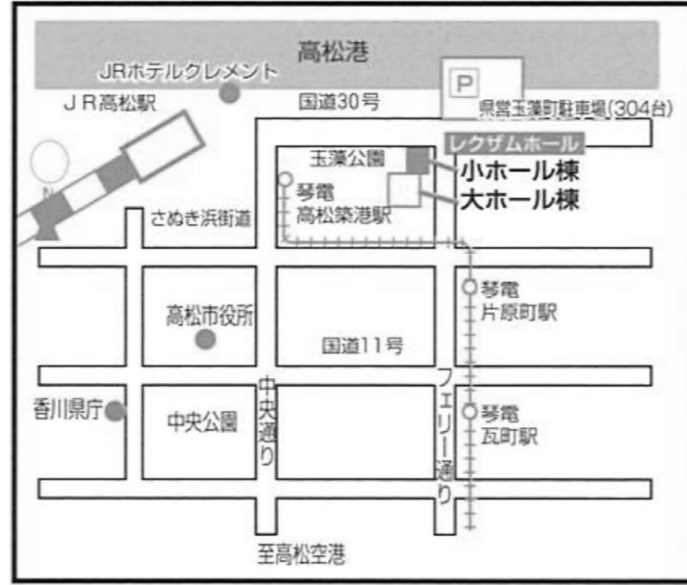 高松港
JRホテルクレメント
JR高松駅
国道30号
P
県営玉藻町駐車場(304台)
レクザムホール
小ホール棟
大ホール棟
玉藻公園
琴電
高松築港駅
N
さぬき浜街道
琴電
片原町駅
高松市役所
国道11号
香川県庁
中央公園
中央通り
フェリー通り
琴電
瓦町駅
至高松空港